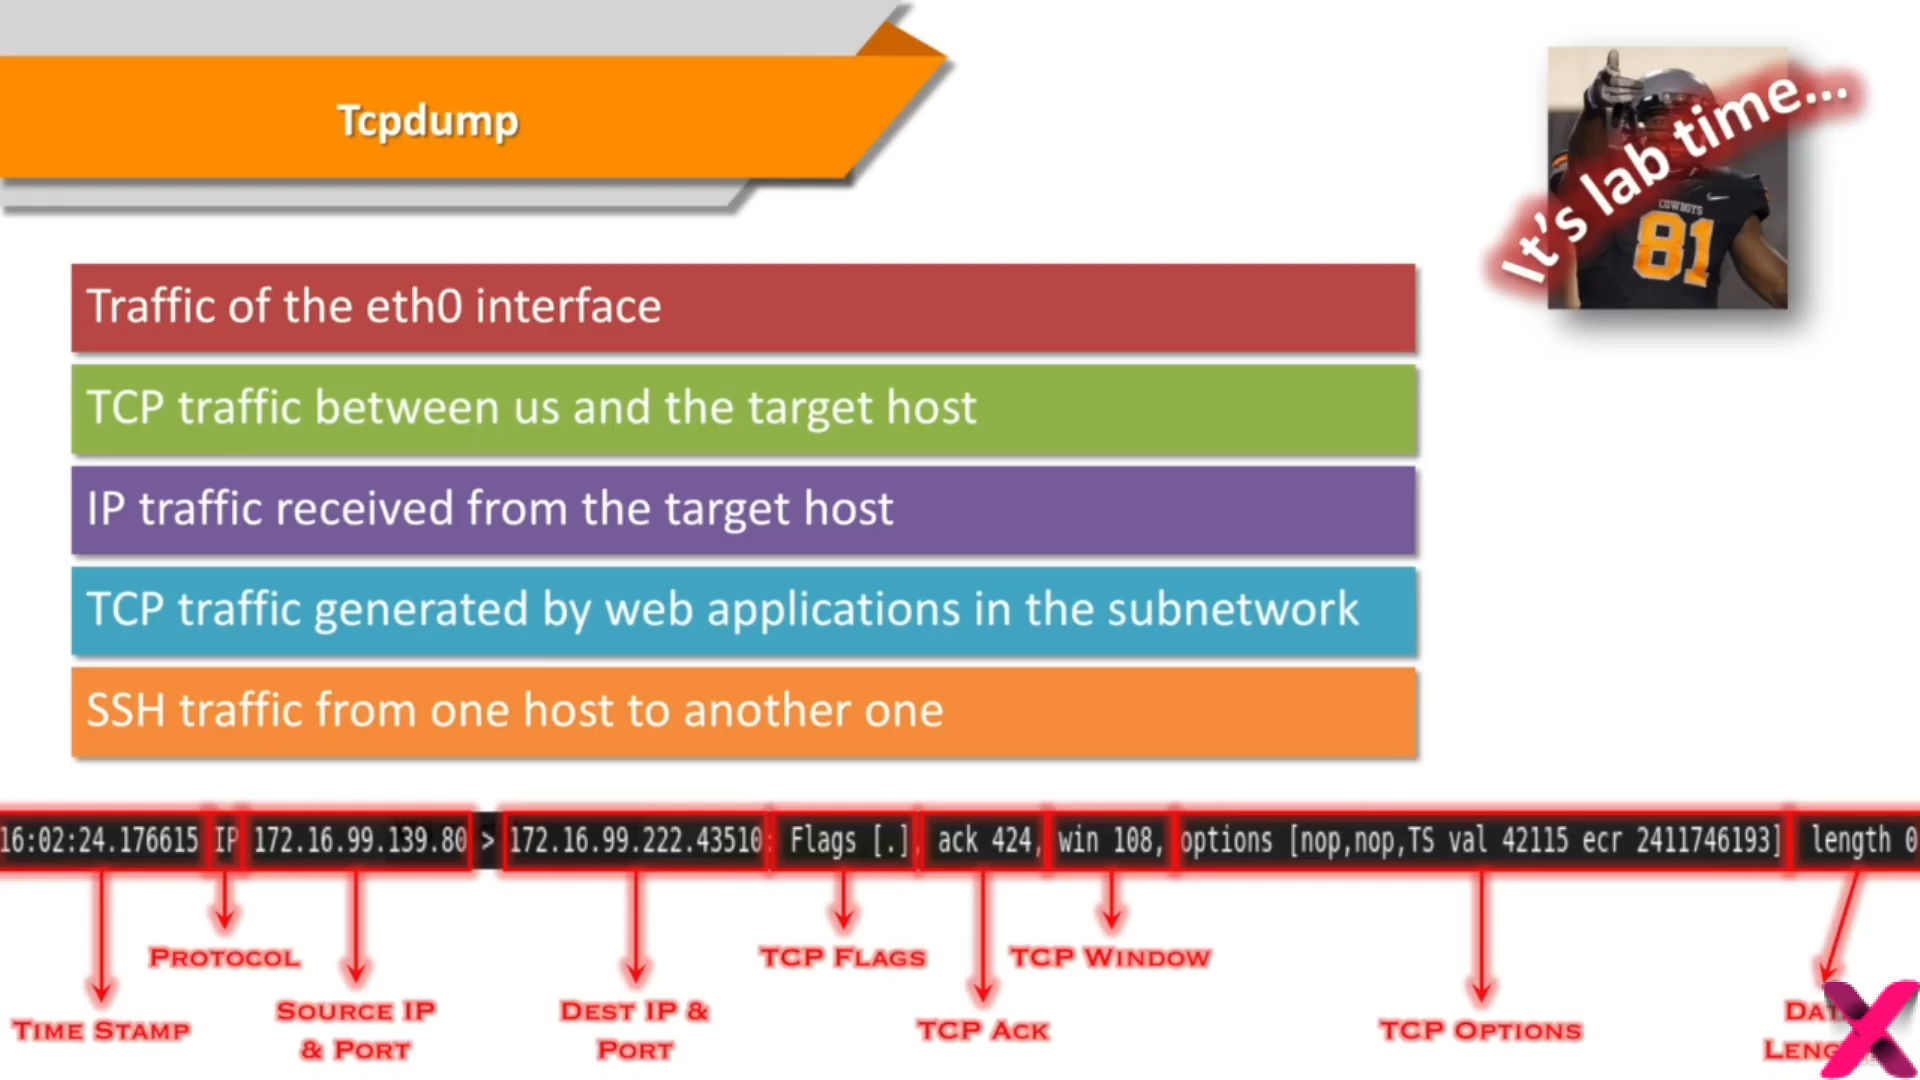 Tcpdump
It's lab time...
COWBOYS
81
Traffic of the eth0 interface
TCP traffic between us and the target host
IP traffic received from the target host
TCP traffic generated by web applications in the subnetwork
SSH traffic from one host to another one
16:02:24.176615 IP 172.16.99.139.80 > 172.16.99.222.43510: Flags [.], ack 424, win 108, options [nop,nop,TS val 42115 ecr 2411746193] length 0
PROTOCOL
TCP FLAGS
TCP WINDOW
TIME STAMP
SOURCE IP
& PORT
DEST IP &
PORT
TCP ACK
TCP OPTIONS